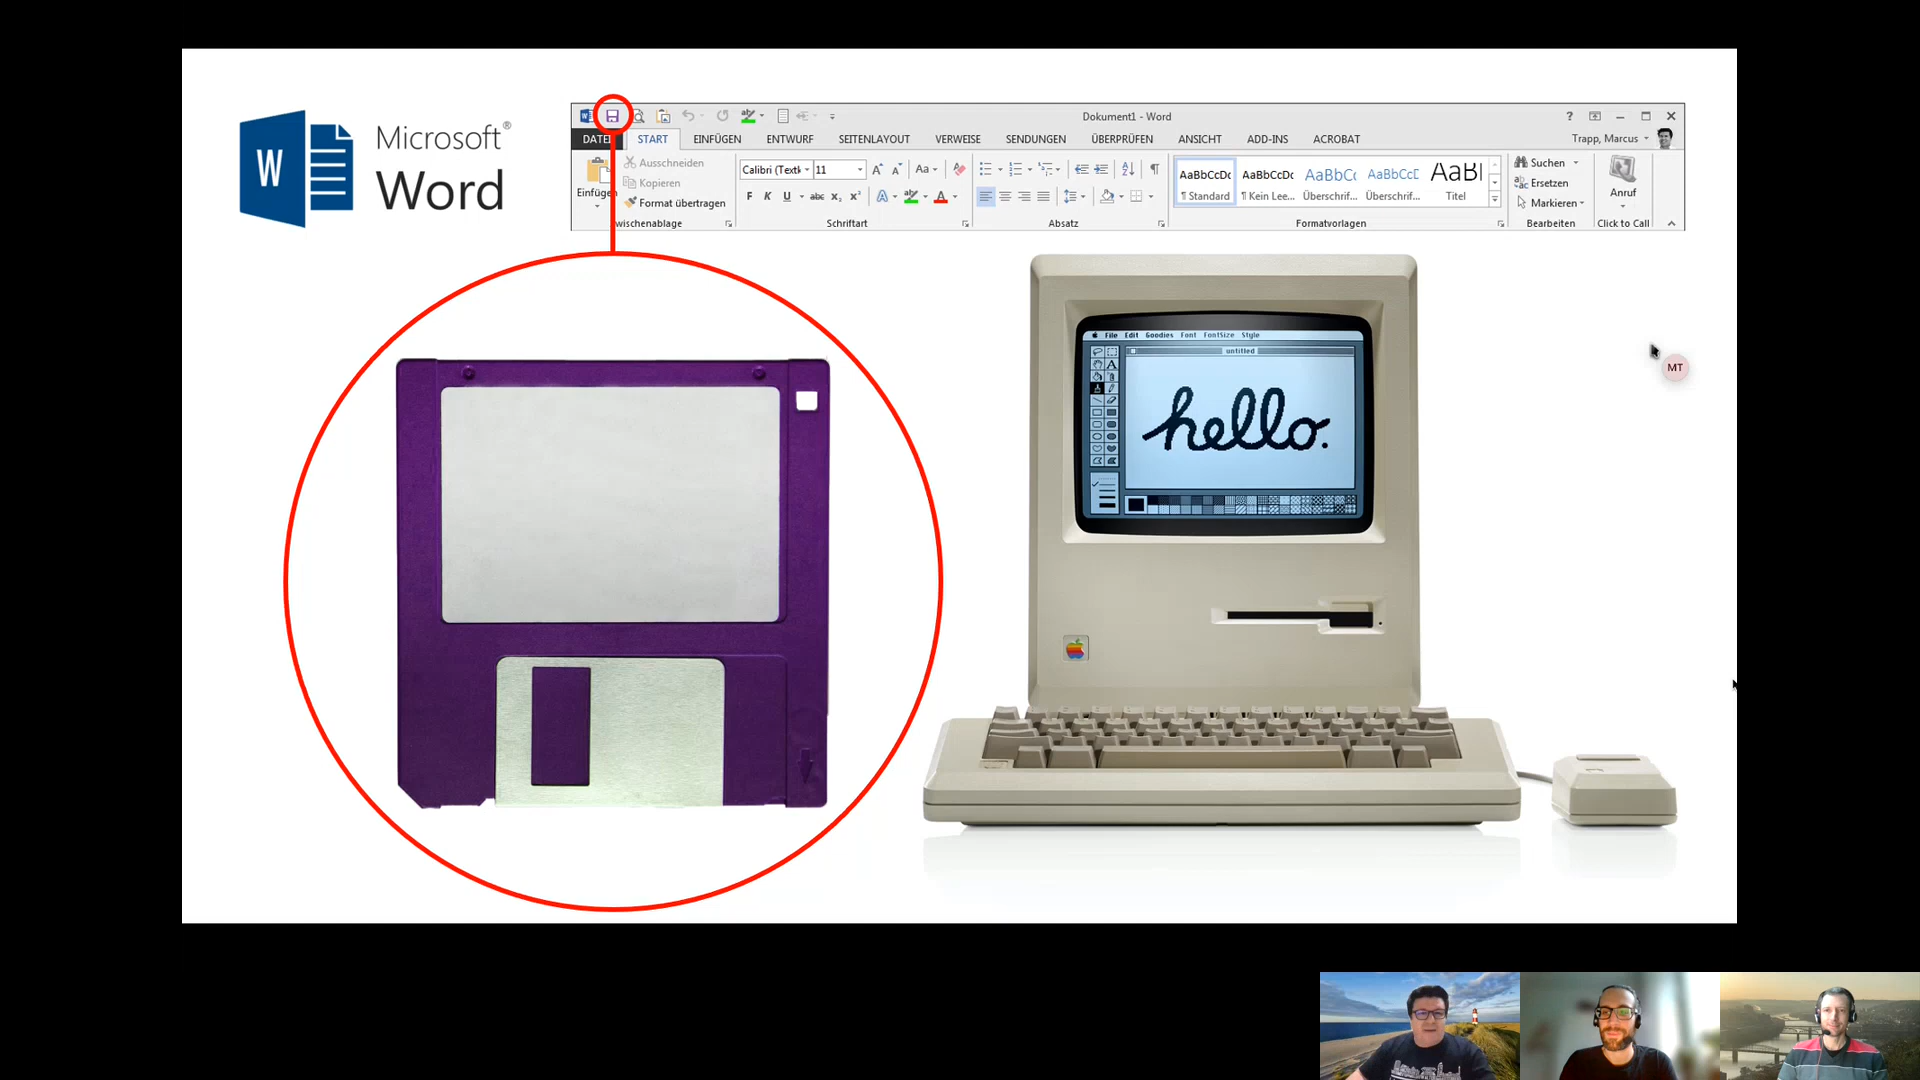 W
Microsoft®
Word
Dokument1 - Word
?
DATEI START EINFÜGEN ENTWURF SEITENLAYOUT VERWEISE SENDUNGEN ÜBERPRÜFEN ANSICHT ADD-INS ACROBAT
Trapp, Marcus
Einfügen
Ausschneiden
Kopieren
Format übertragen
wischenablage
Calibri (Textk 11
Aa
F K U abc x₂ x²
Schriftart
Absatz
AaBbCcDc AaBbCcDc AaBbCc AaBbCcD AaBl
¶ Standard ¶ Kein Lee... Überschrif... Überschrif... Titel
Formatvorlagen
Suchen
Ersetzen
Markieren
Bearbeiten
Anruf
Click to Call
File Edit Goodies Font FontSize Style
untitled
hello.
MT